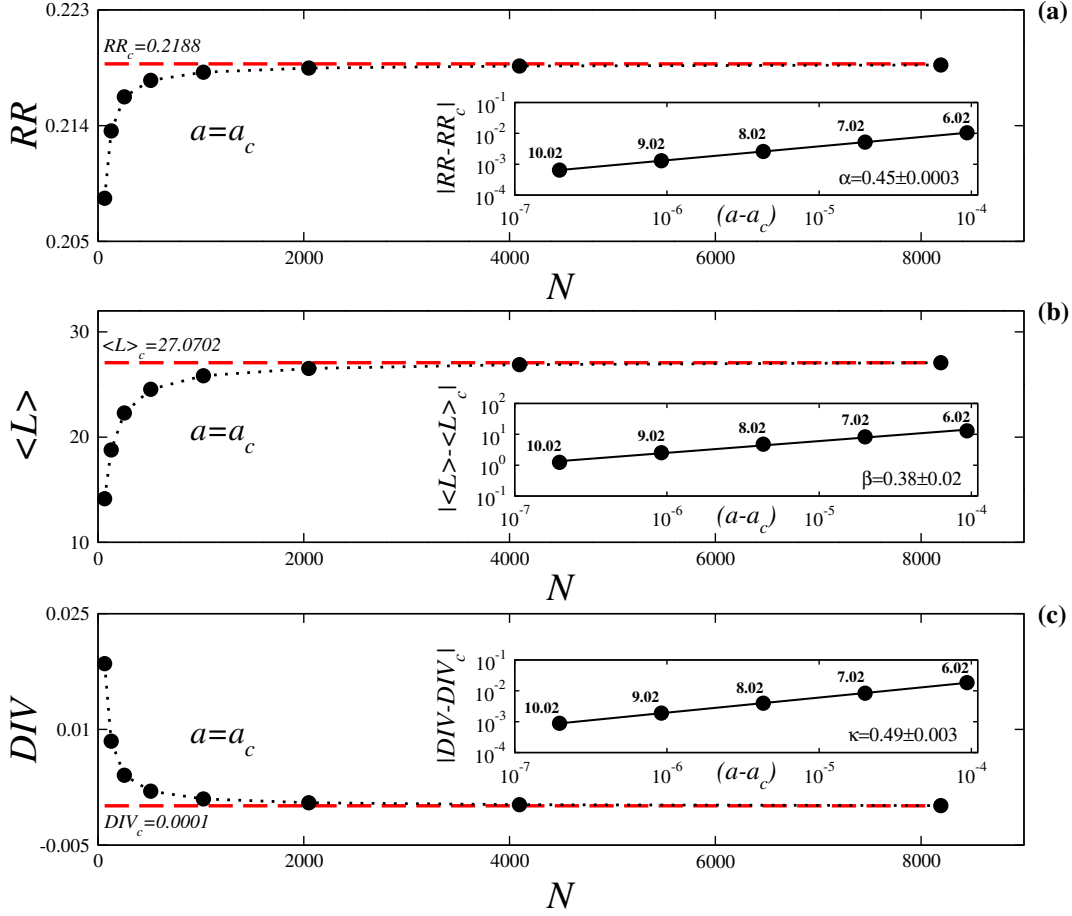 (a)
0.223
0.214
0.205
RR
RR_c=0.2188
a=a_c
0 2000 4000 6000 8000
N
|RR-RR_c|
10^-1
10^-2
10^-3
10^-4
10.02 9.02 8.02 7.02 6.02
α=0.45±0.0003
10^-7 10^-6 10^-5 10^-4
(a-a_c)
(b)
30
20
10
<L>
<L>_c=27.0702
a=a_c
0 2000 4000 6000 8000
N
|<L>-<L>_c|
10^2
10^1
10^0
10^-1
10.02 9.02 8.02 7.02 6.02
β=0.38±0.02
10^-7 10^-6 10^-5 10^-4
(a-a_c)
(c)
0.025
0.01
-0.005
DIV
DIV_c=0.0001
a=a_c
0 2000 4000 6000 8000
N
|DIV-DIV_c|
10^-1
10^-2
10^-3
10^-4
10.02 9.02 8.02 7.02 6.02
κ=0.49±0.003
10^-7 10^-6 10^-5 10^-4
(a-a_c)